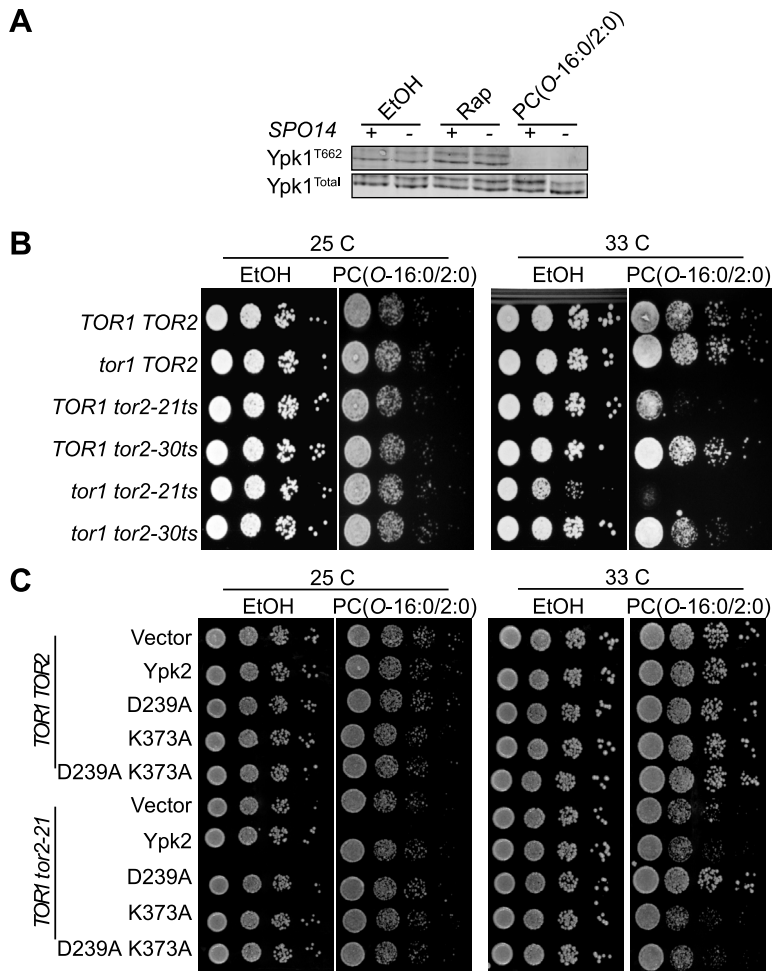 A
EtOH Rap PC(O-16:0/2:0)
SPO14 + - + - + -
Ypk1T662
Ypk1Total
B
25 C 33 C
EtOH PC(O-16:0/2:0) EtOH PC(O-16:0/2:0)
TOR1 TOR2
tor1 TOR2
TOR1 tor2-21ts
TOR1 tor2-30ts
tor1 tor2-21ts
tor1 tor2-30ts
C
25 C 33 C
EtOH PC(O-16:0/2:0) EtOH PC(O-16:0/2:0)
TOR1 TOR2
Vector
Ypk2
D239A
K373A
D239A K373A
TOR1 tor2-21
Vector
Ypk2
D239A
K373A
D239A K373A